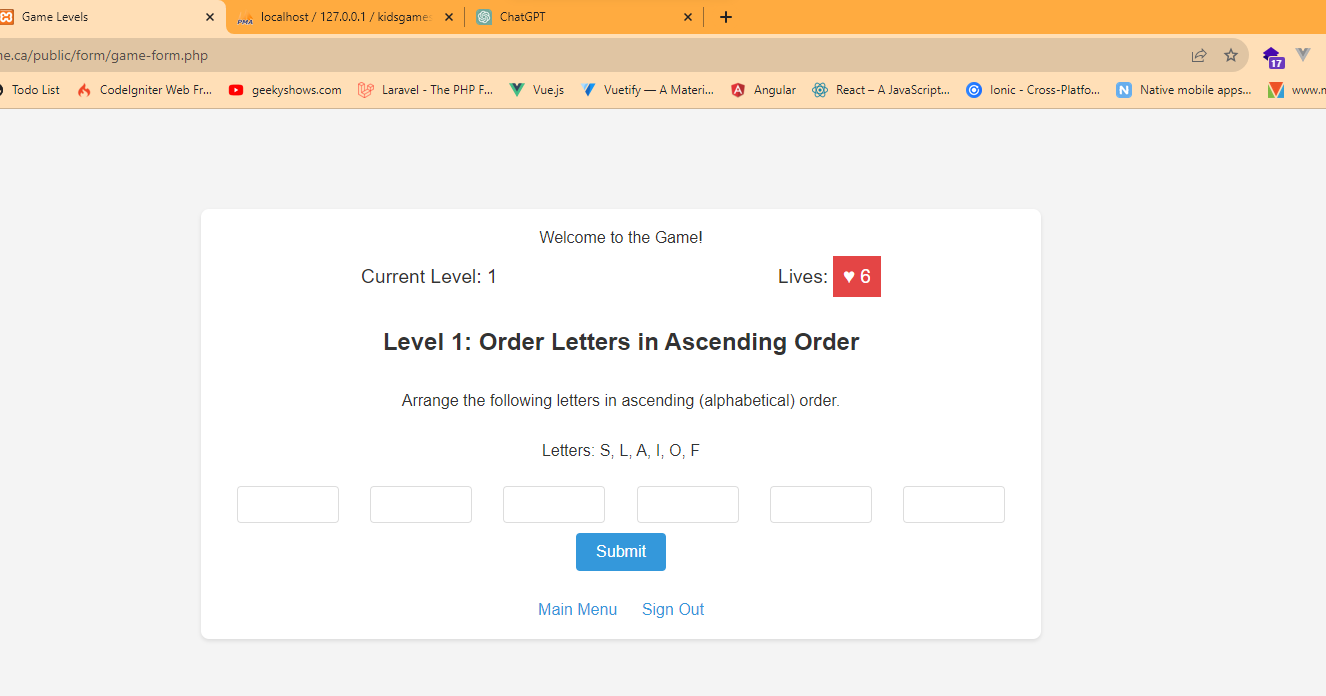 Game Levels
PMA localhost / 127.0.0.1 / kidsgame
ChatGPT
ne.ca/public/form/game-form.php
17
Todo List CodeIgniter Web Fr... geekyshows.com Laravel - The PHP F... Vue.js Vuetify — A Materi... Angular React – A JavaScript... Ionic - Cross-Platfo... N Native mobile apps... www.n
Welcome to the Game!
Current Level: 1 Lives: ♥ 6
Level 1: Order Letters in Ascending Order
Arrange the following letters in ascending (alphabetical) order.
Letters: S, L, A, I, O, F
Submit
Main Menu Sign Out